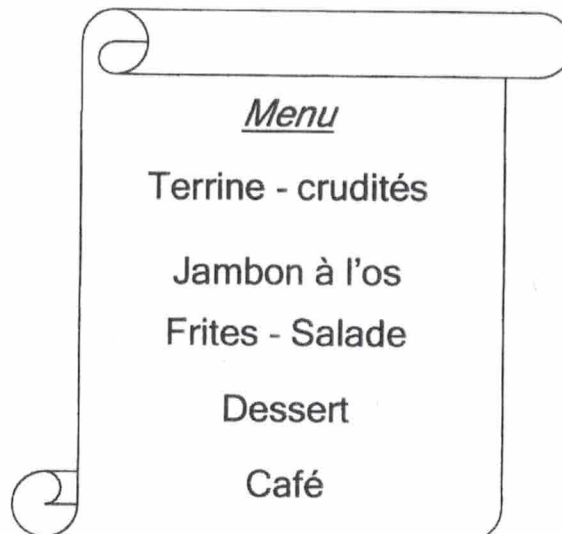 Menu
Terrine - crudités
Jambon à l'os
Frites - Salade
Dessert
Café